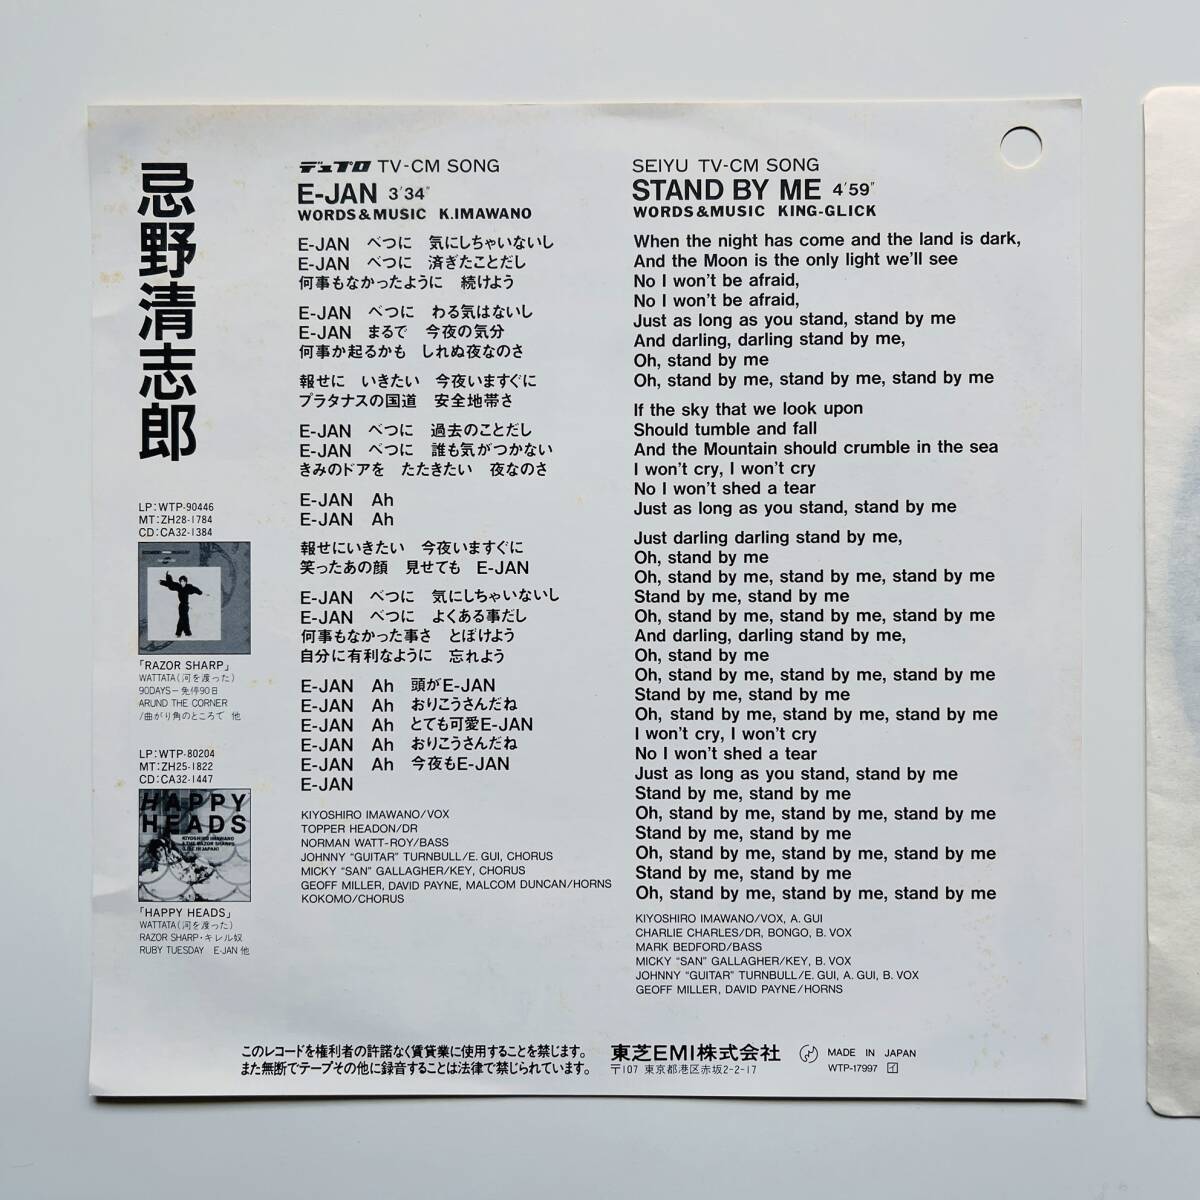 忌野清志郎
LP:WTP-90446
MT:ZH28-1784
CD:CA32-1384
「RAZOR SHARP」
WATTATA(河を渡った)
90DAYS－免停90日
ARUND THE CORNER
/曲がり角のところで 他
LP:WTP-80204
MT:ZH25-1822
CD:CA32-1447
HAPPY
HEADS
KIYOSHIRO IMAWANO
& THE RAZOR SHARPS
(LIVE IN JAPAN)
「HAPPY HEADS」
WATTATA(河を渡った)
RAZOR SHARP・キレル奴
RUBY TUESDAY E-JAN 他
デュプロ TV-CM SONG
E-JAN 3'34"
WORDS&MUSIC K.IMAWANO
E-JAN べつに 気にしちゃいないし
E-JAN べつに 済ぎたことだし
何事もなかったように 続けよう
E-JAN べつに わる気はないし
E-JAN まるで 今夜の気分
何事か起るかも しれぬ夜なのさ
報せに いきたい 今夜いますぐに
プラタナスの国道 安全地帯さ
E-JAN べつに 過去のことだし
E-JAN べつに 誰も気がつかない
きみのドアを たたきたい 夜なのさ
E-JAN Ah
E-JAN Ah
報せにいきたい 今夜いますぐに
笑ったあの顔 見せても E-JAN
E-JAN べつに 気にしちゃいないし
E-JAN べつに よくある事だし
何事もなかった事さ とぼけよう
自分に有利なように 忘れよう
E-JAN Ah 頭がE-JAN
E-JAN Ah おりこうさんだね
E-JAN Ah とても可愛E-JAN
E-JAN Ah おりこうさんだね
E-JAN Ah 今夜もE-JAN
E-JAN
KIYOSHIRO IMAWANO/VOX
TOPPER HEADON/DR
NORMAN WATT-ROY/BASS
JOHNNY "GUITAR" TURNBULL/E. GUI, CHORUS
MICKY "SAN" GALLAGHER/KEY, CHORUS
GEOFF MILLER, DAVID PAYNE, MALCOM DUNCAN/HORNS
KOKOMO/CHORUS
SEIYU TV-CM SONG
STAND BY ME 4'59"
WORDS&MUSIC KING-GLICK
When the night has come and the land is dark,
And the Moon is the only light we'll see
No I won't be afraid,
No I won't be afraid,
Just as long as you stand, stand by me
And darling, darling stand by me,
Oh, stand by me
Oh, stand by me, stand by me, stand by me
If the sky that we look upon
Should tumble and fall
And the Mountain should crumble in the sea
I won't cry, I won't cry
No I won't shed a tear
Just as long as you stand, stand by me
Just darling darling stand by me,
Oh, stand by me
Oh, stand by me, stand by me, stand by me
Stand by me, stand by me
Oh, stand by me, stand by me, stand by me
And darling, darling stand by me,
Oh, stand by me
Oh, stand by me, stand by me, stand by me
Stand by me, stand by me
Oh, stand by me, stand by me, stand by me
I won't cry, I won't cry
No I won't shed a tear
Just as long as you stand, stand by me
Stand by me, stand by me
Oh, stand by me, stand by me, stand by me
Stand by me, stand by me
Oh, stand by me, stand by me, stand by me
Stand by me, stand by me
Oh, stand by me, stand by me, stand by me
KIYOSHIRO IMAWANO/VOX, A. GUI
CHARLIE CHARLES/DR, BONGO, B. VOX
MARK BEDFORD/BASS
MICKY "SAN" GALLAGHER/KEY, B. VOX
JOHNNY "GUITAR" TURNBULL/E. GUI, A. GUI, B. VOX
GEOFF MILLER, DAVID PAYNE/HORNS
このレコードを権利者の許諾なく賃貸業に使用することを禁じます。
また無断でテープその他に録音することは法律で禁じられています。
東芝EMI株式会社
〒107 東京都港区赤坂2-2-17
MADE IN JAPAN
WTP-17997 イ